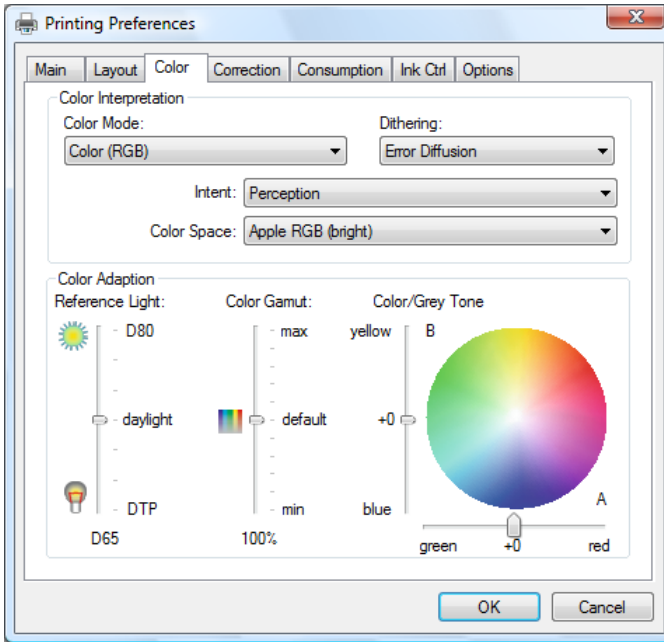 Printing Preferences
Main Layout Color Correction Consumption Ink Ctrl Options
Color Interpretation
Color Mode: Dithering:
Color (RGB) Error Diffusion
Intent: Perception
Color Space: Apple RGB (bright)
Color Adaption
Reference Light: Color Gamut: Color/Grey Tone
D80 max yellow B
daylight default +0
DTP min blue A
D65 100% green +0 red
OK Cancel